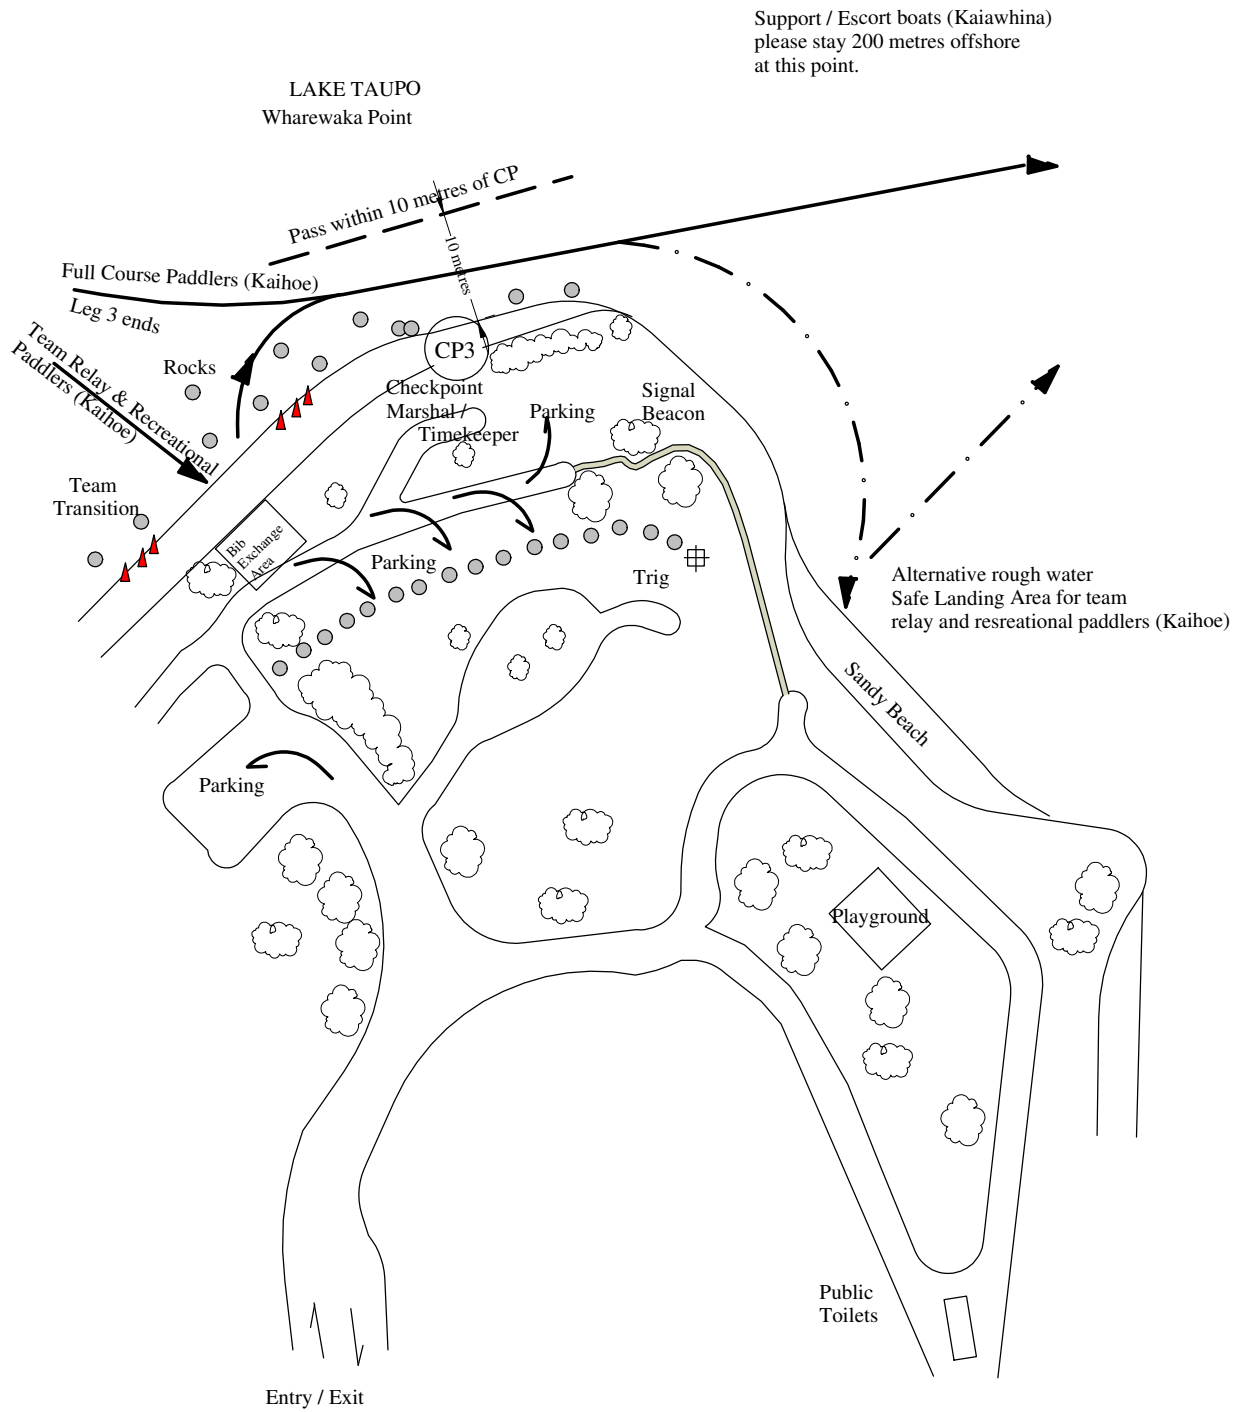 Support / Escort boats (Kaiawhina)
please stay 200 metres offshore
at this point.
LAKE TAUPO
Wharewaka Point
Pass within 10 metres of CP
10 metres
Full Course Paddlers (Kaihoe)
Leg 3 ends
Team Relay & Recreational
Paddlers (Kaihoe)
Rocks
CP3
Checkpoint
Marshal /
Timekeeper
Parking
Signal
Beacon
Team
Transition
Bib
Exchange
Area
Parking
Trig
Alternative rough water
Safe Landing Area for team
relay and resreational paddlers (Kaihoe)
Sandy Beach
Parking
Playground
Public
Toilets
Entry / Exit